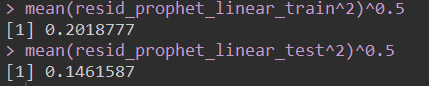 > mean(resid_prophet_linear_train^2)^0.5
[1] 0.2018777
> mean(resid_prophet_linear_test^2)^0.5
[1] 0.1461587